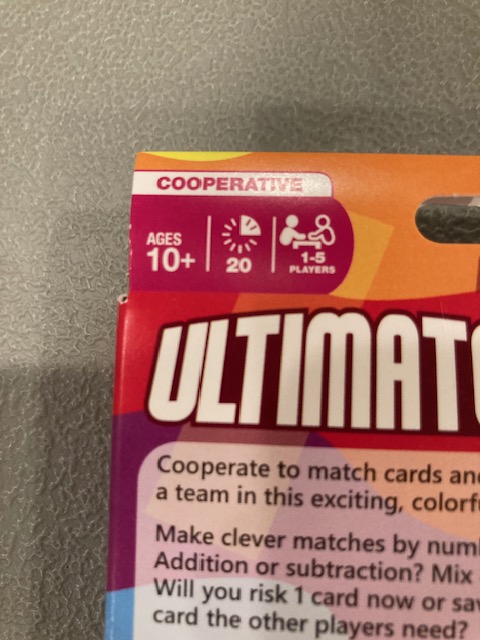 COOPERATIVE
AGES
10+
20
1-5
PLAYERS
ULTIMAT
Cooperate to match cards and
a team in this exciting, colorfu
Make clever matches by num
Addition or subtraction? Mix
Will you risk 1 card now or sav
card the other players need?